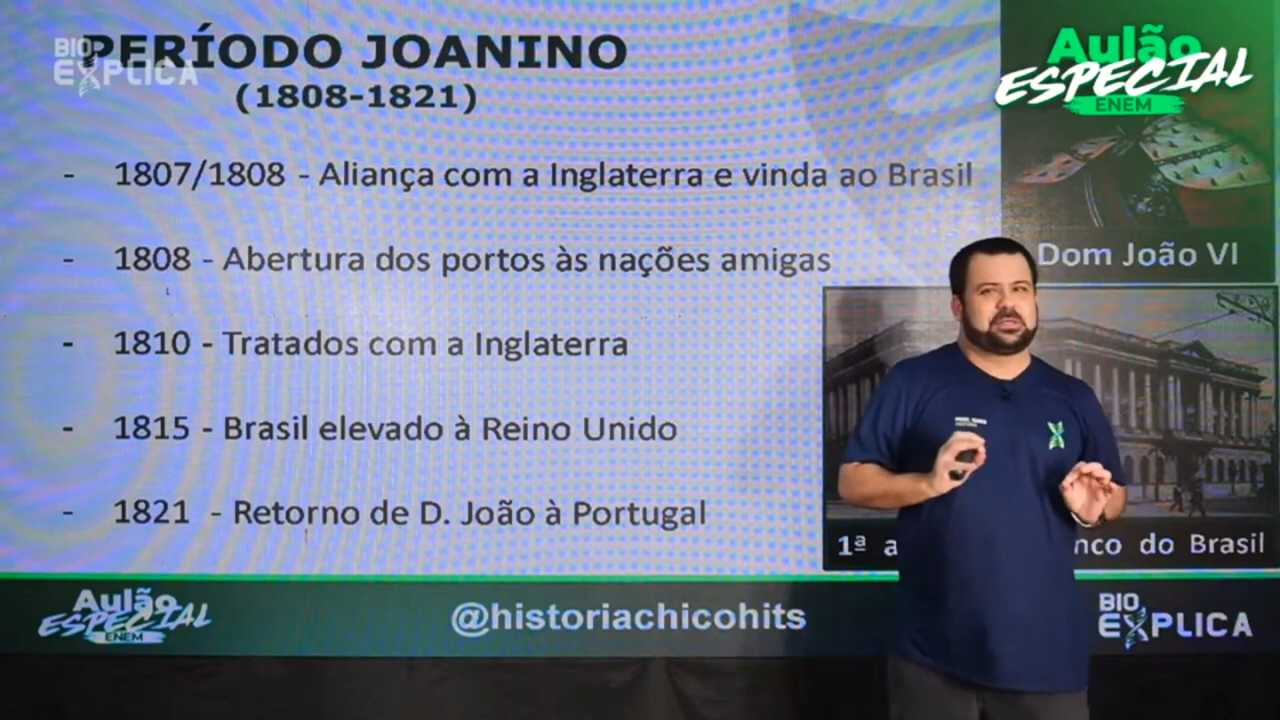 PERÍODO JOANINO
(1808-1821)
BIO
EXPLICA
Aulão
ESPECIAL
ENEM
- 1807/1808 - Aliança com a Inglaterra e vinda ao Brasil
- 1808 - Abertura dos portos às nações amigas
- 1810 - Tratados com a Inglaterra
- 1815 - Brasil elevado à Reino Unido
- 1821 - Retorno de D. João à Portugal
Dom João VI
1ª a nco do Brasil
Aulão
ESPECIAL
ENEM
@historiachicohits
BIO
EXPLICA